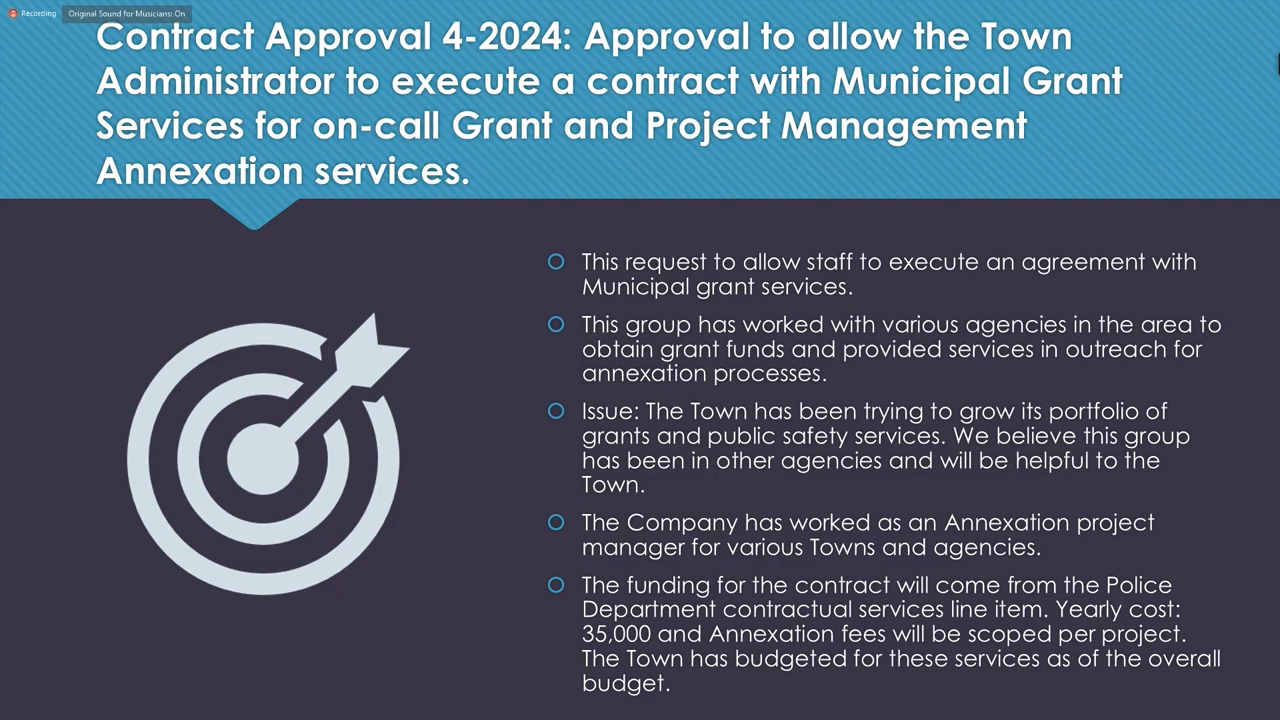 Recording
Original Sound for Musicians: On
Contract Approval 4-2024: Approval to allow the Town
Administrator to execute a contract with Municipal Grant
Services for on-call Grant and Project Management
Annexation services.
This request to allow staff to execute an agreement with
Municipal grant services.
This group has worked with various agencies in the area to
obtain grant funds and provided services in outreach for
annexation processes.
Issue: The Town has been trying to grow its portfolio of
grants and public safety services. We believe this group
has been in other agencies and will be helpful to the
Town.
The Company has worked as an Annexation project
manager for various Towns and agencies.
The funding for the contract will come from the Police
Department contractual services line item. Yearly cost:
35,000 and Annexation fees will be scoped per project.
The Town has budgeted for these services as of the overall
budget.